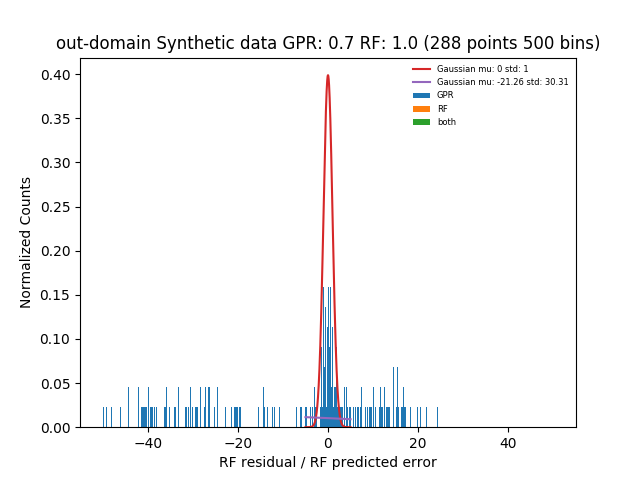 out-domain Synthetic data GPR: 0.7 RF: 1.0 (288 points 500 bins)
Gaussian mu: 0 std: 1
Gaussian mu: -21.26 std: 30.31
GPR
RF
both
Normalized Counts
0.40
0.35
0.30
0.25
0.20
0.15
0.10
0.05
0.00
−40 −20 0 20 40
RF residual / RF predicted error